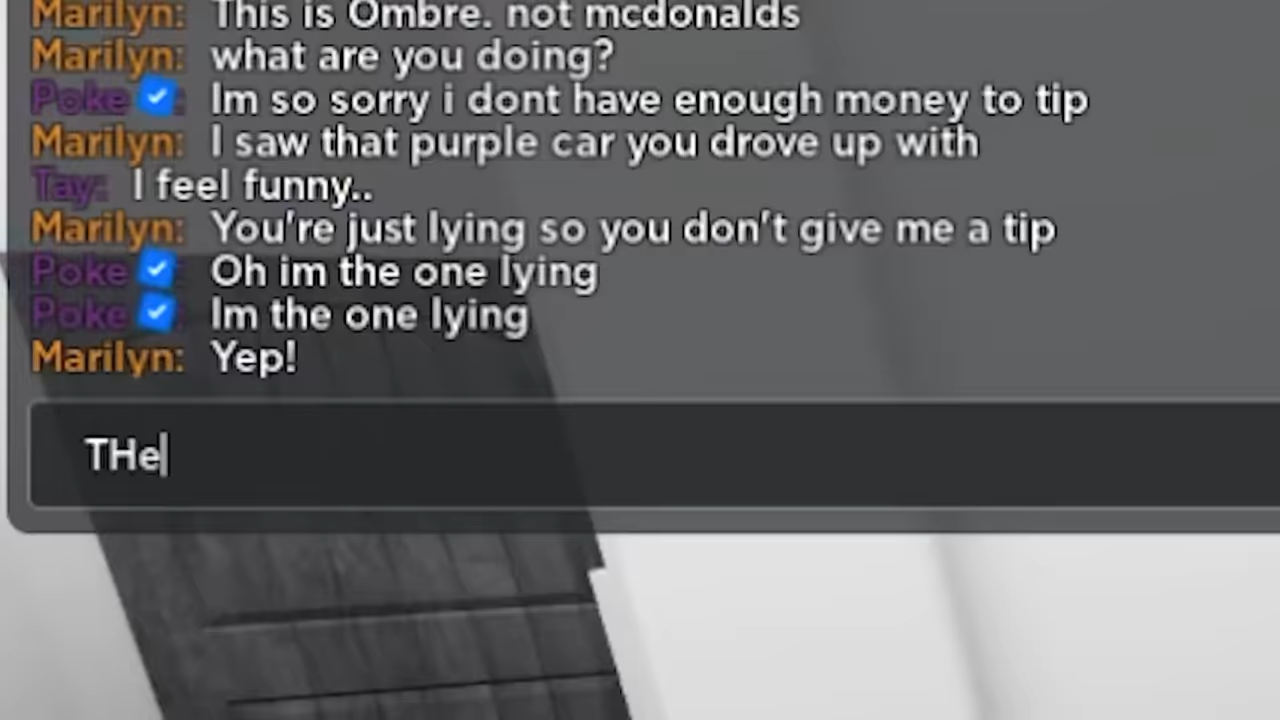 Marilyn: This is Ombre. not mcdonalds
Marilyn: what are you doing?
Poke : Im so sorry i dont have enough money to tip
Marilyn: I saw that purple car you drove up with
Tay: I feel funny..
Marilyn: You're just lying so you don't give me a tip
Poke : Oh im the one lying
Poke : Im the one lying
Marilyn: Yep!
THe